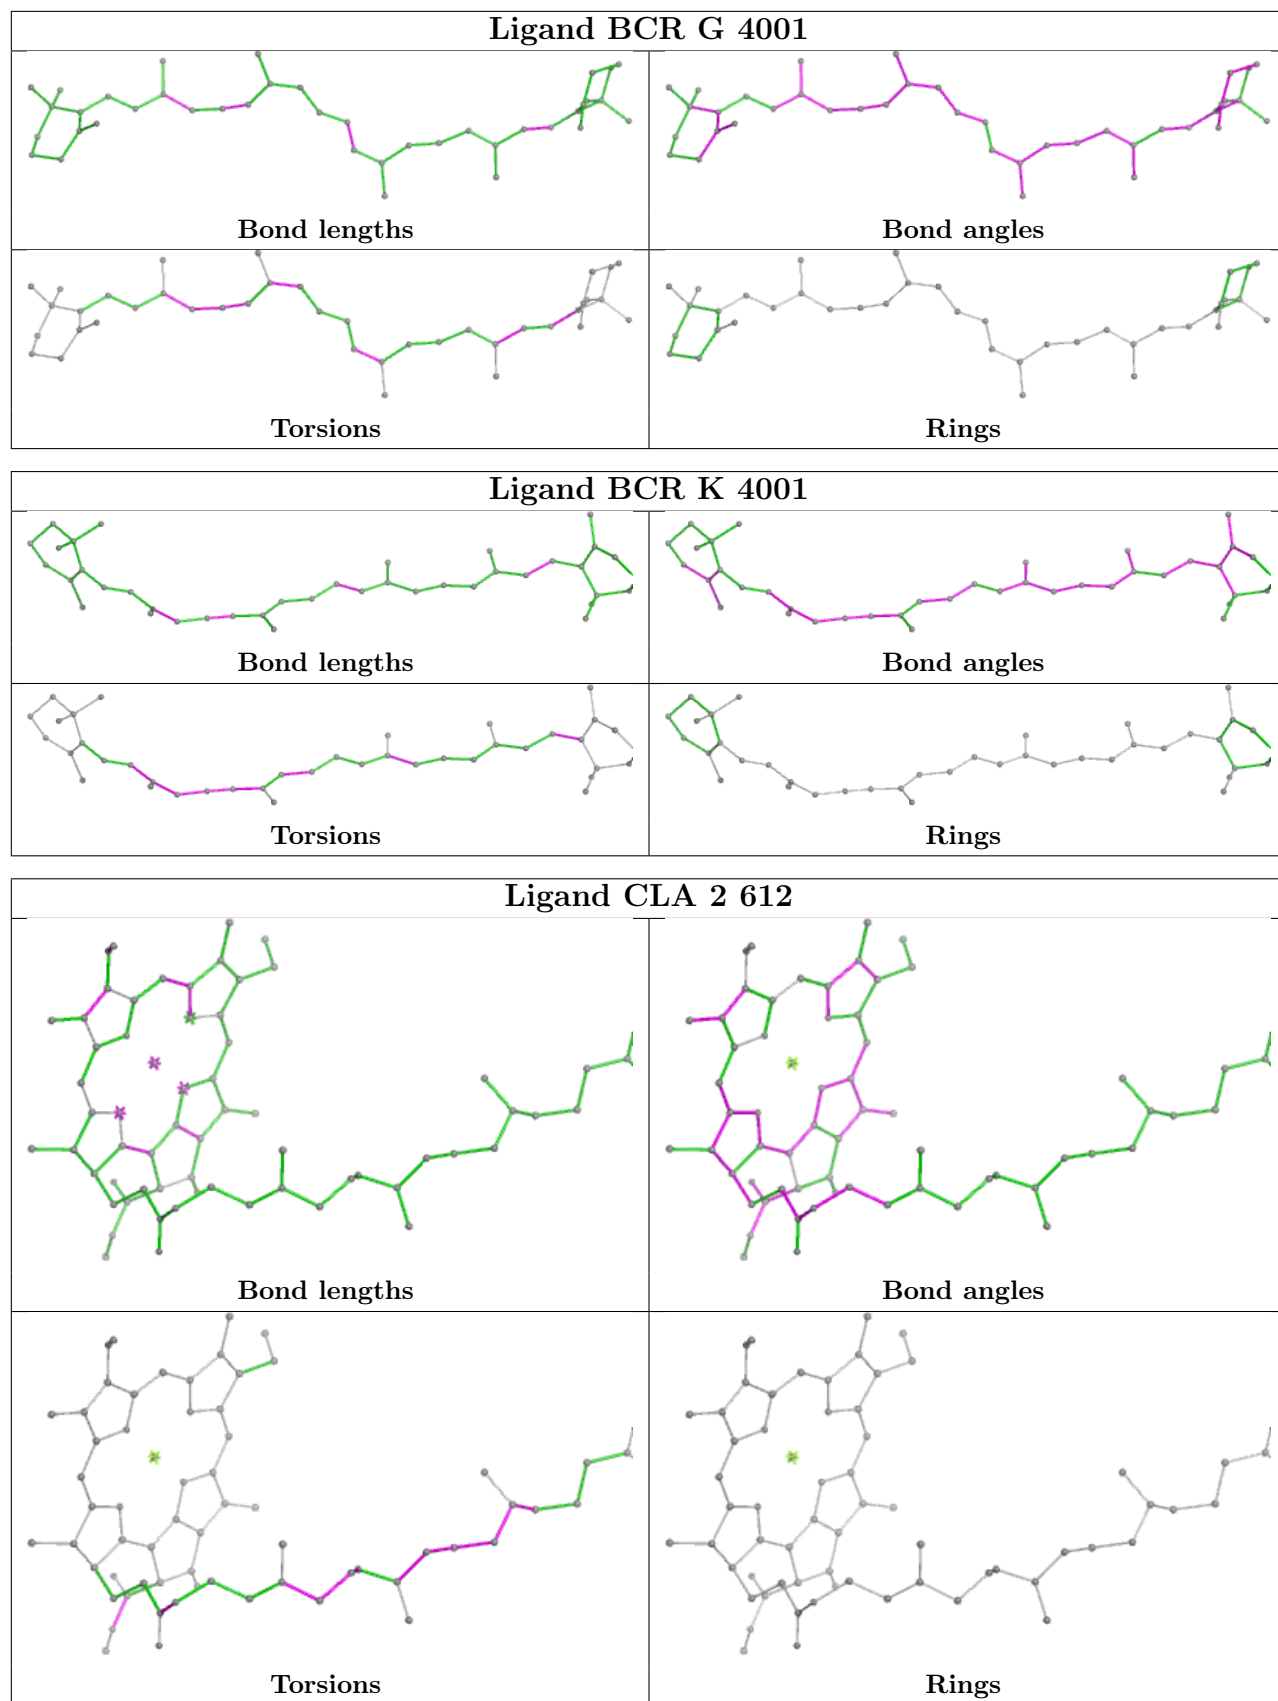 Ligand BCR G 4001
Bond lengths
Bond angles
Torsions
Rings
Ligand BCR K 4001
Bond lengths
Bond angles
Torsions
Rings
Ligand CLA 2 612
Bond lengths
Bond angles
Torsions
Rings